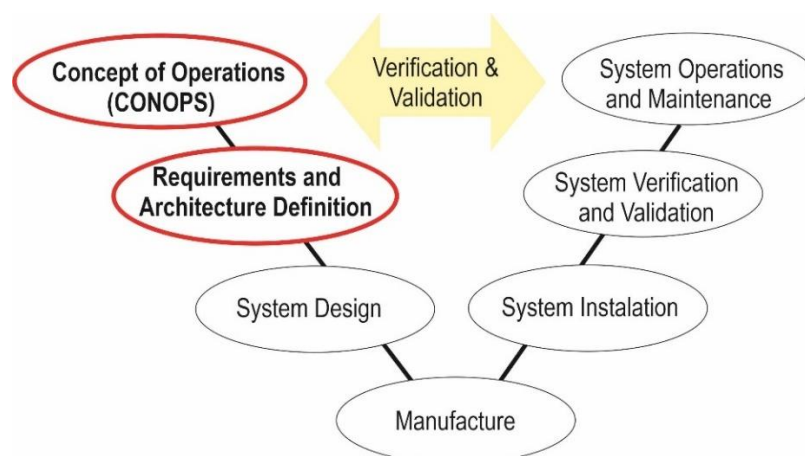 Concept of Operations
(CONOPS)
Verification &
Validation
System Operations
and Maintenance
Requirements and
Architecture Definition
System Verification
and Validation
System Design
System Instalation
Manufacture